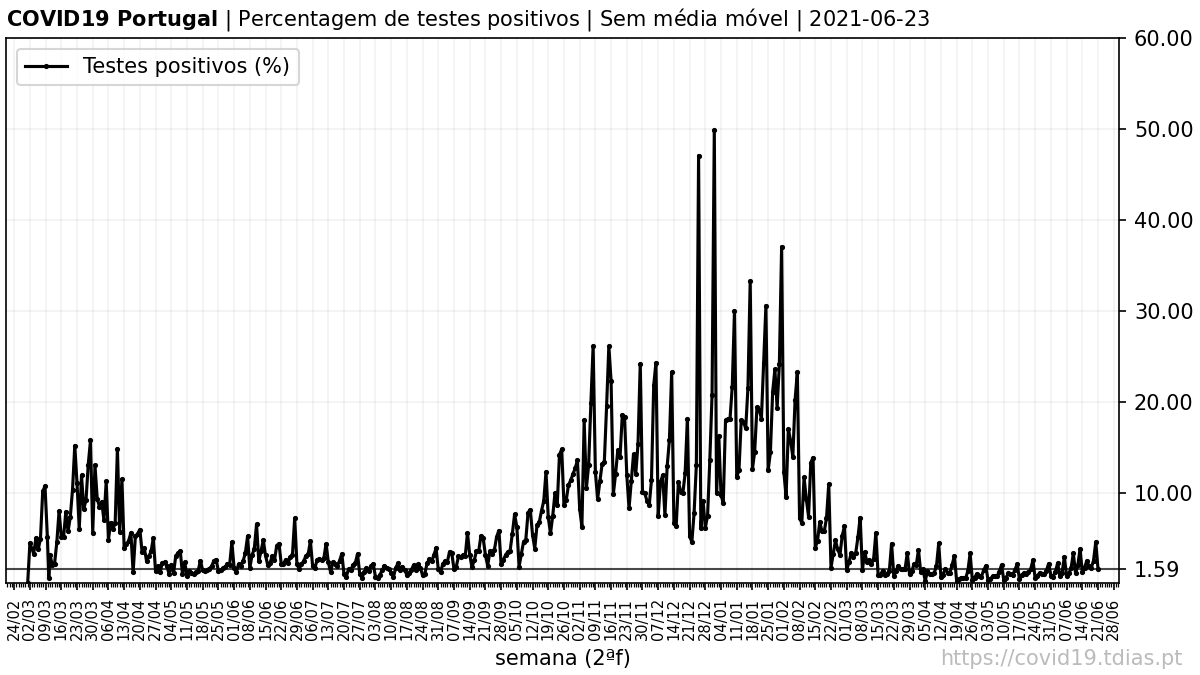 COVID19 Portugal | Percentagem de testes positivos | Sem média móvel | 2021-06-23
Testes positivos (%)
60.00
50.00
40.00
30.00
20.00
10.00
1.59
24/02 02/03 09/03 16/03 23/03 30/03 06/04 13/04 20/04 27/04 04/05 11/05 18/05 25/05 01/06 08/06 15/06 22/06 29/06 06/07 13/07 20/07 27/07 03/08 10/08 17/08 24/08 31/08 07/09 14/09 21/09 28/09 05/10 12/10 19/10 26/10 02/11 09/11 16/11 23/11 30/11 07/12 14/12 21/12 28/12 04/01 11/01 18/01 25/01 01/02 08/02 15/02 22/02 01/03 08/03 15/03 22/03 29/03 05/04 12/04 19/04 26/04 03/05 10/05 17/05 24/05 31/05 07/06 14/06 21/06 28/06
semana (2ªf)
https://covid19.tdias.pt